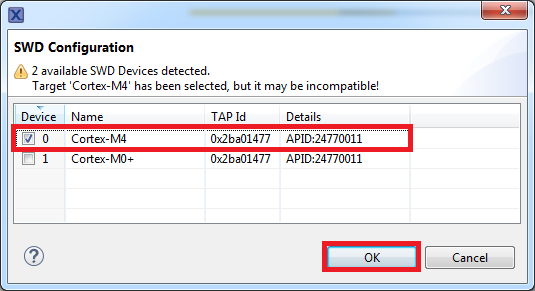 SWD Configuration
2 available SWD Devices detected.
Target 'Cortex-M4' has been selected, but it may be incompatible!
Device Name TAP Id Details
0 Cortex-M4 0x2ba01477 APID:24770011
1 Cortex-M0+ 0x2ba01477 APID:24770011
? OK Cancel